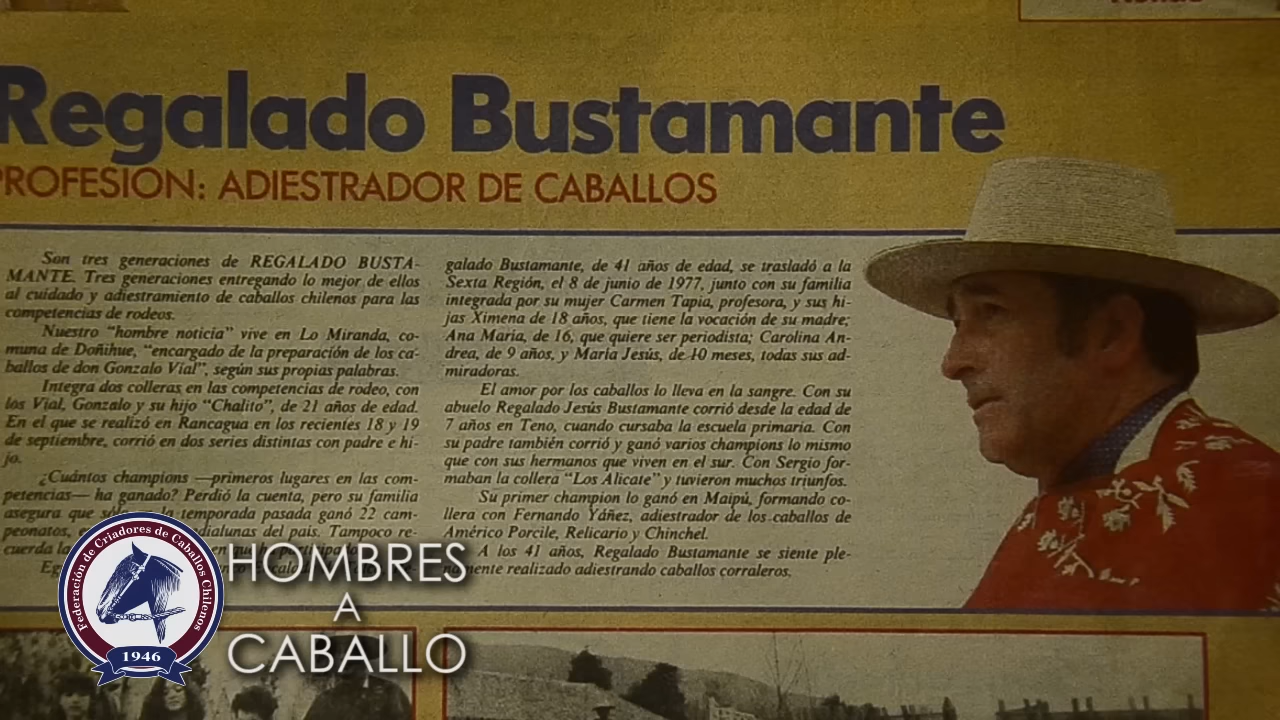 Regalado Bustamante
PROFESION: ADIESTRADOR DE CABALLOS
Son tres generaciones de REGALADO BUSTA-
MANTE. Tres generaciones entregando lo mejor de ellos
al cuidado y adiestramiento de caballos chilenos para las
competencias de rodeos.
Nuestro "hombre noticia" vive en Lo Miranda, co-
muna de Doñihue, "encargado de la preparación de los ca-
ballos de don Gonzalo Vial", según sus propias palabras.
Integra dos colleras en las competencias de rodeo, con
los Vial, Gonzalo y su hijo "Chalito", de 21 años de edad.
En el que se realizó en Rancagua en los recientes 18 y 19
de septiembre, corrió en dos series distintas con padre e hi-
jo.
¿Cuántos champions —primeros lugares en las com-
petencias— ha ganado? Perdió la cuenta, pero su familia
asegura que sólo la temporada pasada ganó 22 cam-
peonatos, medialunas del país. Tampoco re-
cuerda la
galado Bustamante, de 41 años de edad, se trasladó a la
Sexta Región, el 8 de junio de 1977, junto con su familia
integrada por su mujer Carmen Tapia, profesora, y sus hi-
jas Ximena de 18 años, que tiene la vocación de su madre;
Ana María, de 16, que quiere ser periodista; Carolina An-
drea, de 9 años, y María Jesús, de 10 meses, todas sus ad-
miradoras.
El amor por los caballos lo lleva en la sangre. Con su
abuelo Regalado Jesús Bustamante corrió desde la edad de
7 años en Teno, cuando cursaba la escuela primaria. Con
su padre también corrió y ganó varios champions lo mismo
que con sus hermanos que viven en el sur. Con Sergio for-
maban la collera "Los Alicate" y tuvieron muchos triunfos.
Su primer champion lo ganó en Maipú, formando co-
llera con Fernando Yáñez, adiestrador de los caballos de
Américo Porcile, Relicario y Chinchel.
A los 41 años, Regalado Bustamante se siente ple-
namente realizado adiestrando caballos corraleros.
Federación de Criadores de Caballos Chilenos
1946
HOMBRES
A
CABALLO